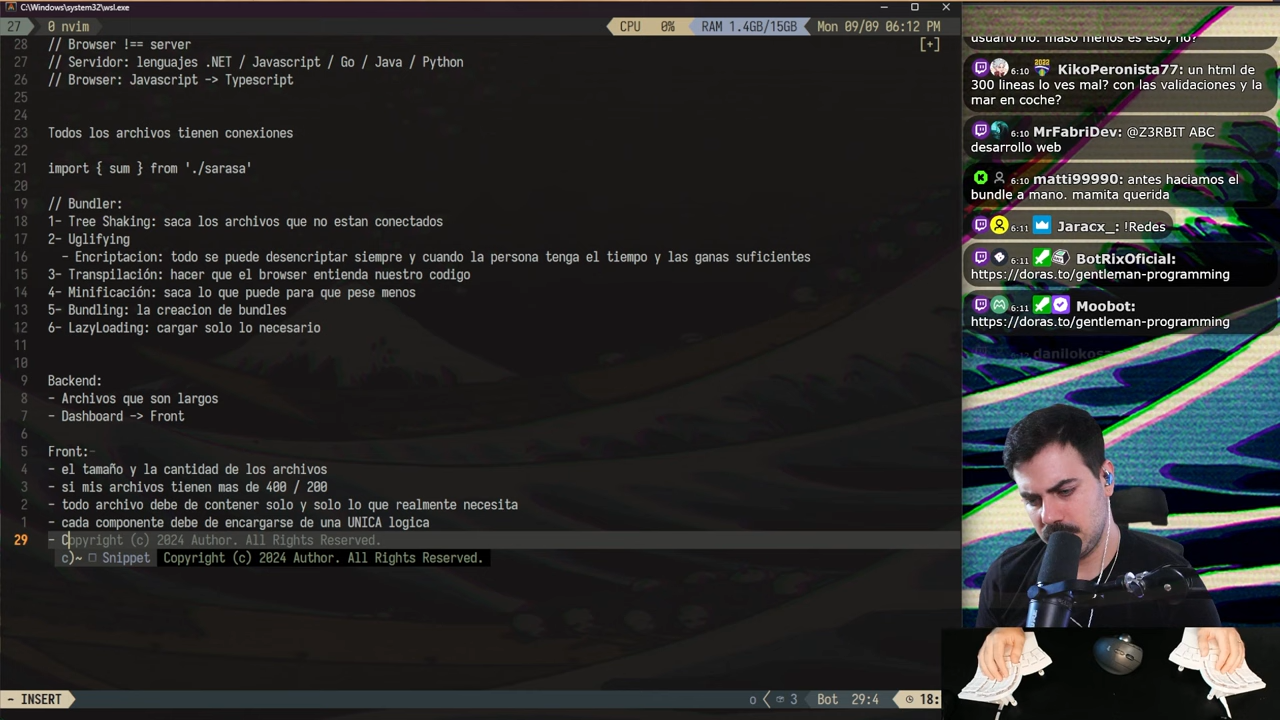 C:\Windows\system32\wsl.exe
27 0 nvim CPU 0% RAM 1.4GB/15GB Mon 09/09 06:12 PM
28 // Browser !== server [+]
27 // Servidor: lenguajes .NET / Javascript / Go / Java / Python
26 // Browser: Javascript -> Typescript
25
24
23 Todos los archivos tienen conexiones
22
21 import { sum } from './sarasa'
20
19 // Bundler:
18 1- Tree Shaking: saca los archivos que no estan conectados
17 2- Uglifying
16 - Encriptacion: todo se puede desencriptar siempre y cuando la persona tenga el tiempo y las ganas suficientes
15 3- Transpilación: hacer que el browser entienda nuestro codigo
14 4- Minificación: saca lo que puede para que pese menos
13 5- Bundling: la creacion de bundles
12 6- LazyLoading: cargar solo lo necesario
11
10
9 Backend:
8 - Archivos que son largos
7 - Dashboard -> Front
6
5 Front:-
4 - el tamaño y la cantidad de los archivos
3 - si mis archivos tienen mas de 400 / 200
2 - todo archivo debe de contener solo y solo lo que realmente necesita
1 - cada componente debe de encargarse de una UNICA logica
29 - Copyright (c) 2024 Author. All Rights Reserved.
c)~ □ Snippet Copyright (c) 2024 Author. All Rights Reserved.
- INSERT
3 Bot 29:4 18:
usuario no. maso menos es eso, no?
6:10 2022 KikoPeronista77: un html de
300 lineas lo ves mal? con las validaciones y la
mar en coche?
6:10 MrFabriDev: @Z3RBIT ABC
desarrollo web
6:10 matti99990: antes haciamos el
bundle a mano. mamita querida
6:11 Jaracx_: !Redes
6:11 BotRixOficial:
https://doras.to/gentleman-programming
6:11 Moobot:
https://doras.to/gentleman-programming